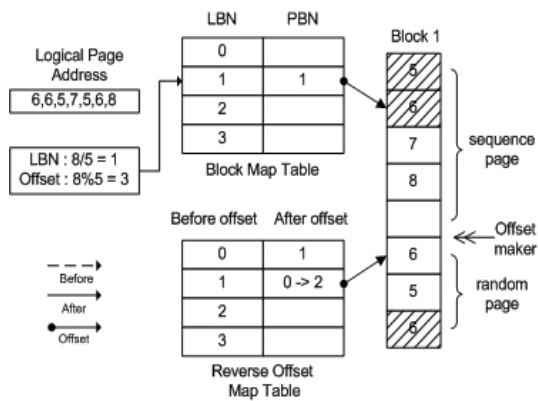 LBN PBN
0
1 1
2
3
Block Map Table
Logical Page
Address
6,6,5,7,5,6,8
LBN : 8/5 = 1
Offset : 8%5 = 3
Before offset After offset
0 1
1 0 -> 2
2
3
Reverse Offset
Map Table
Before
After
Offset
Block 1
5
6
7
8
6
5
6
sequence
page
Offset
maker
random
page